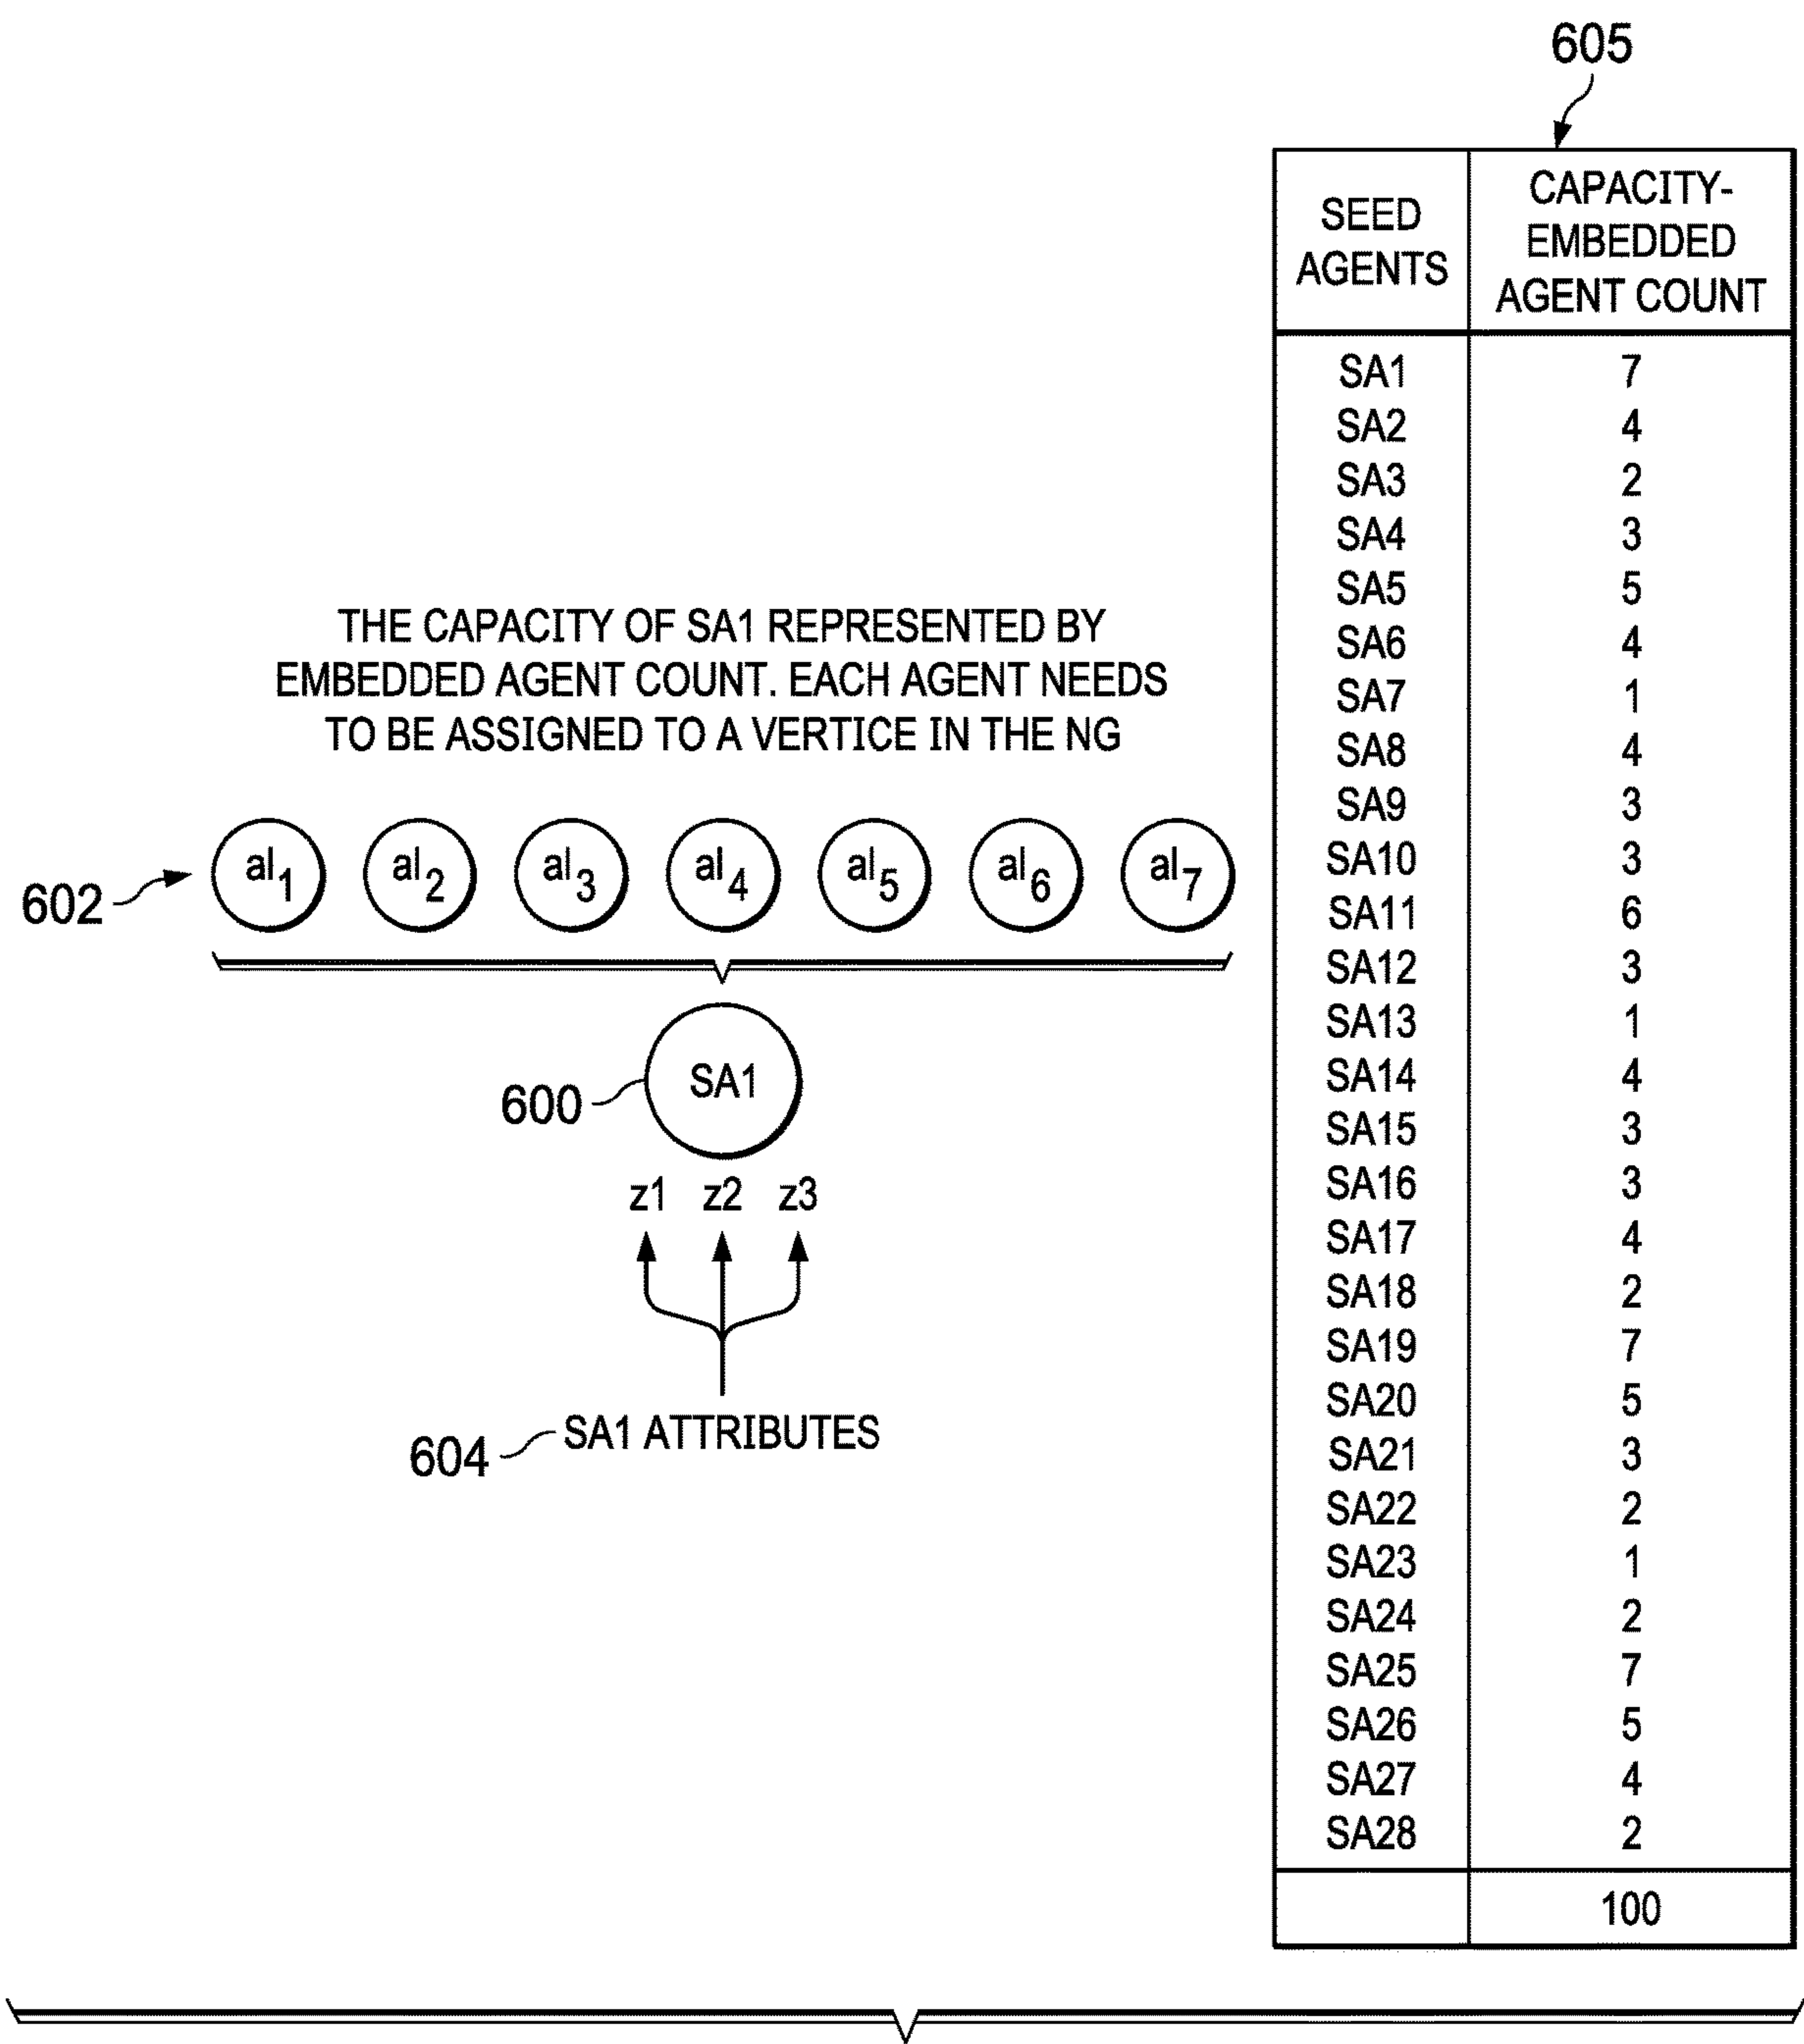 605
SEED
AGENTS
CAPACITY-
EMBEDDED
AGENT COUNT
SA1 7
SA2 4
SA3 2
SA4 3
SA5 5
SA6 4
SA7 1
SA8 4
SA9 3
SA10 3
SA11 6
SA12 3
SA13 1
SA14 4
SA15 3
SA16 3
SA17 4
SA18 2
SA19 7
SA20 5
SA21 3
SA22 2
SA23 1
SA24 2
SA25 7
SA26 5
SA27 4
SA28 2
100
THE CAPACITY OF SA1 REPRESENTED BY
EMBEDDED AGENT COUNT. EACH AGENT NEEDS
TO BE ASSIGNED TO A VERTICE IN THE NG
602 al1 al2 al3 al4 al5 al6 al7
600 SA1
z1 z2 z3
604 SA1 ATTRIBUTES